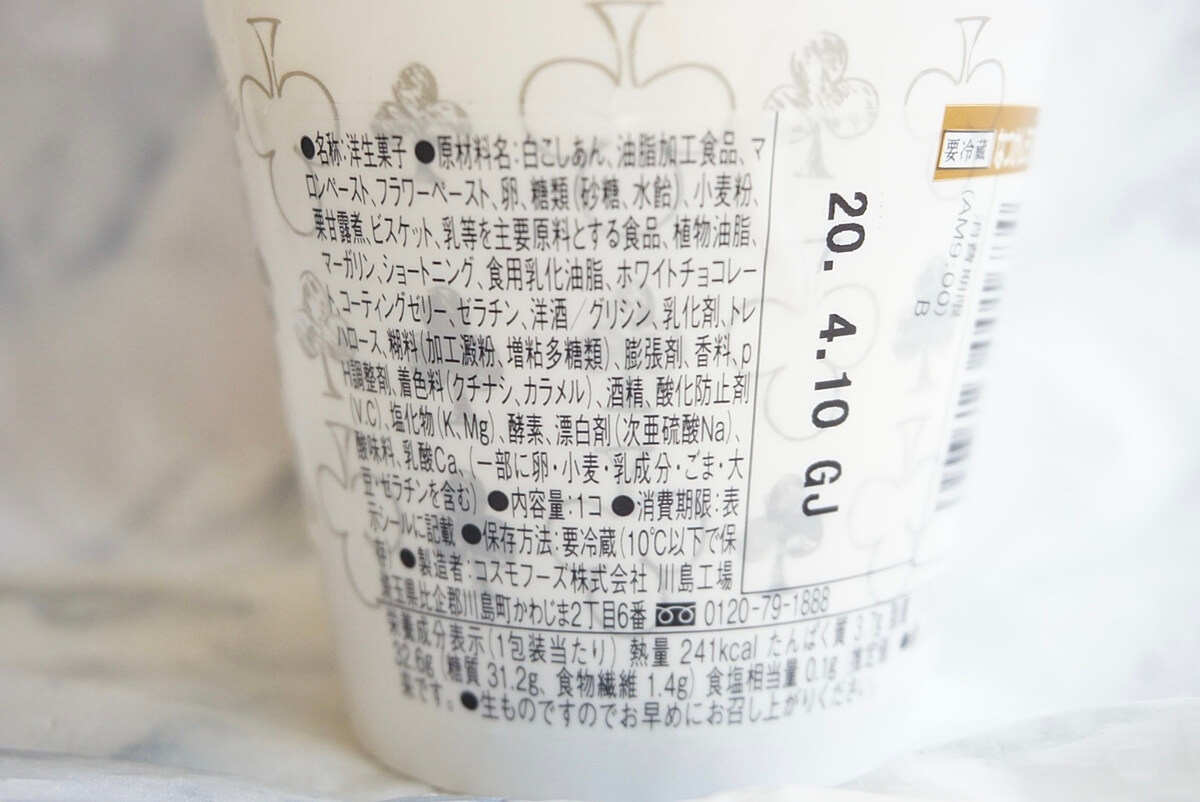 ●名称:洋生菓子 ●原材料名:白こしあん、油脂加工食品、マ
ロンペースト、フラワーペースト、卵、糖類(砂糖、水飴)、小麦粉、
栗甘露煮、ビスケット、乳等を主要原料とする食品、植物油脂、
マーガリン、ショートニング、食用乳化油脂、ホワイトチョコレー
ト、コーティングゼリー、ゼラチン、洋酒/グリシン、乳化剤、トレ
ハロース、糊料(加工澱粉、増粘多糖類)、膨張剤、香料、p
H調整剤、着色料(クチナシ、カラメル)、酒精、酸化防止剤
(V.C)、塩化物(K、Mg)、酵素、漂白剤(次亜硫酸Na)、
酸味料、乳酸Ca、(一部に卵・小麦・乳成分・ごま・大
豆・ゼラチンを含む) ●内容量:1コ ●消費期限:表
示シールに記載 ●保存方法:要冷蔵(10℃以下で保
存) ●製造者:コスモフーズ株式会社 川島工場
埼玉県比企郡川島町かわじま2丁目6番 0120-79-1888
栄養成分表示(1包装当たり) 熱量 241kcal たんぱく質
32.6g(糖質 31.2g、食物繊維 1.4g) 食塩相当量 0.1g 推定値
生ものですのでお早めにお召し上がりください
20. 4.10 GJ
要冷蔵
(AM9:00)
B